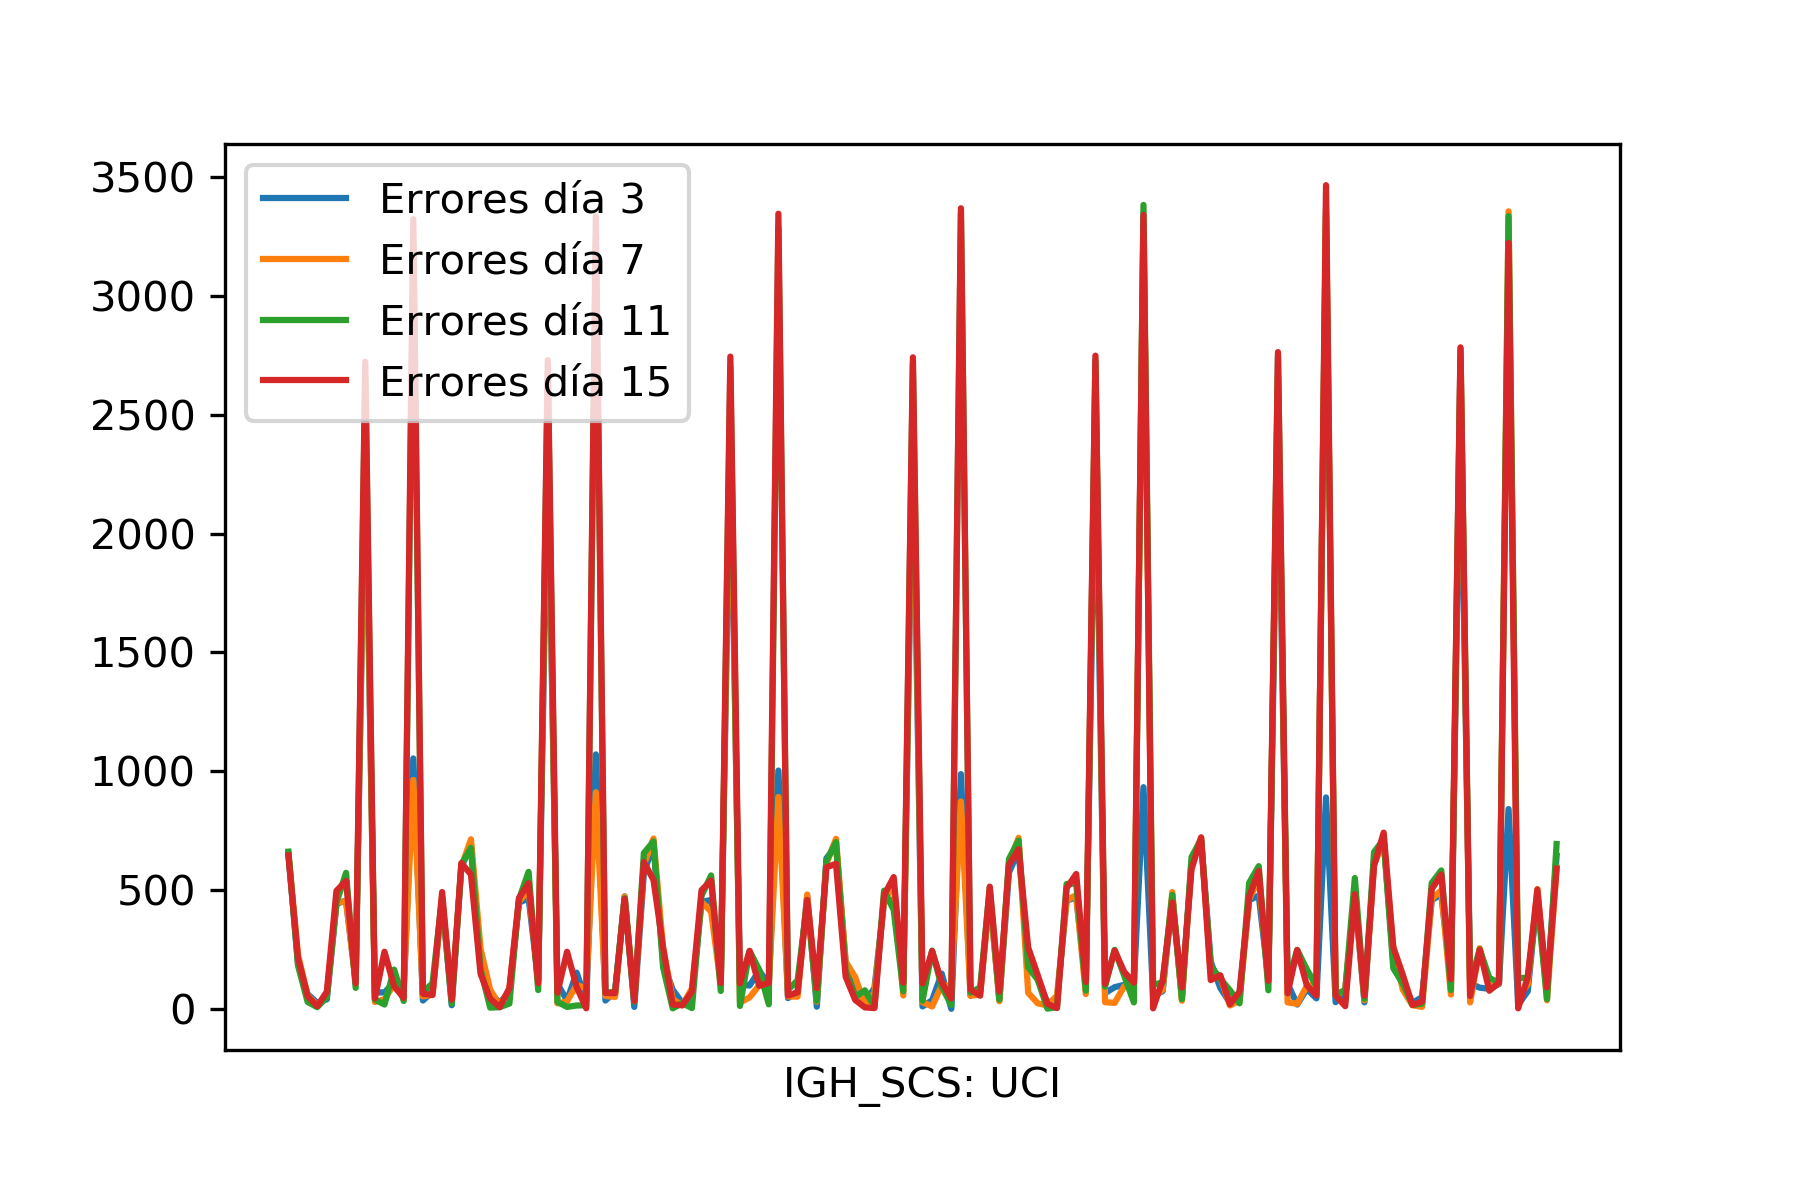 3500
3000
2500
2000
1500
1000
500
0
Errores día 3
Errores día 7
Errores día 11
Errores día 15
IGH_SCS: UCI